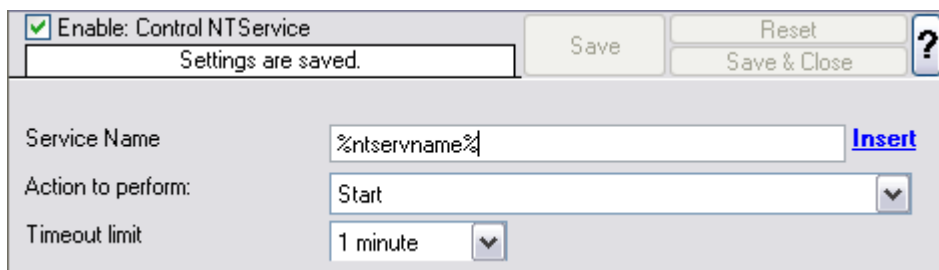 Enable: Control NTService
Settings are saved.
Save
Reset
Save & Close
?
Service Name
%ntservname%
Insert
Action to perform:
Start
Timeout limit
1 minute